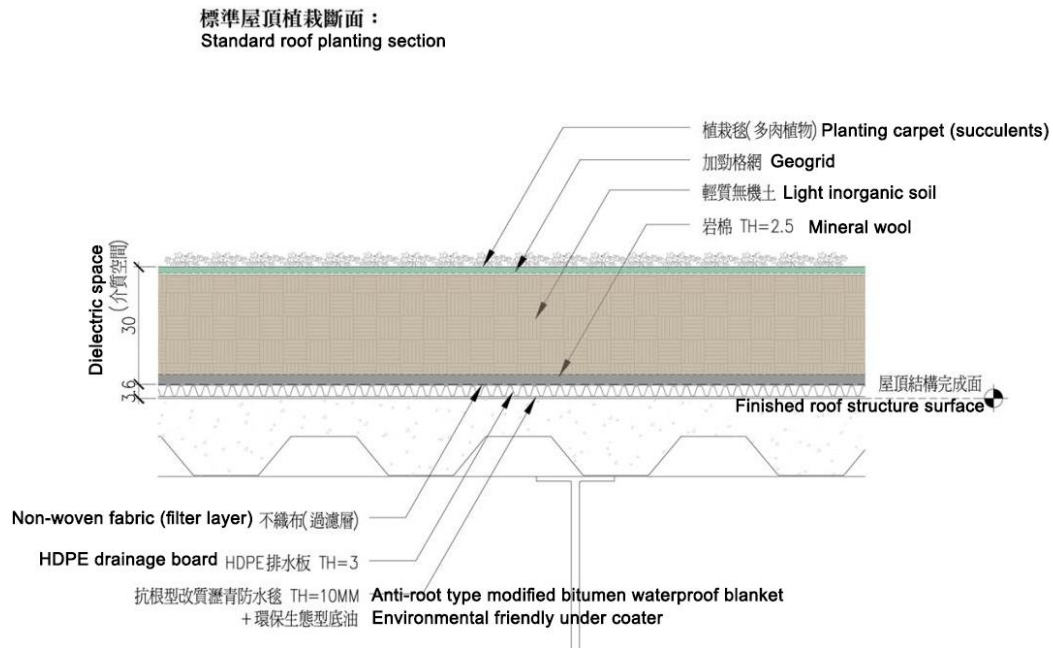 標準屋頂植栽斷面：
Standard roof planting section
植栽毯(多肉植物) Planting carpet (succulents)
加勁格網 Geogrid
輕質無機土 Light inorganic soil
岩棉 TH=2.5 Mineral wool
Dielectric space
(介質空間)
30
3.6
屋頂結構完成面
Finished roof structure surface
Non-woven fabric (filter layer) 不織布(過濾層)
HDPE drainage board HDPE排水板 TH=3
抗根型改質瀝青防水毯 TH=10MM Anti-root type modified bitumen waterproof blanket
+環保生態型底油 Environmental friendly under coater